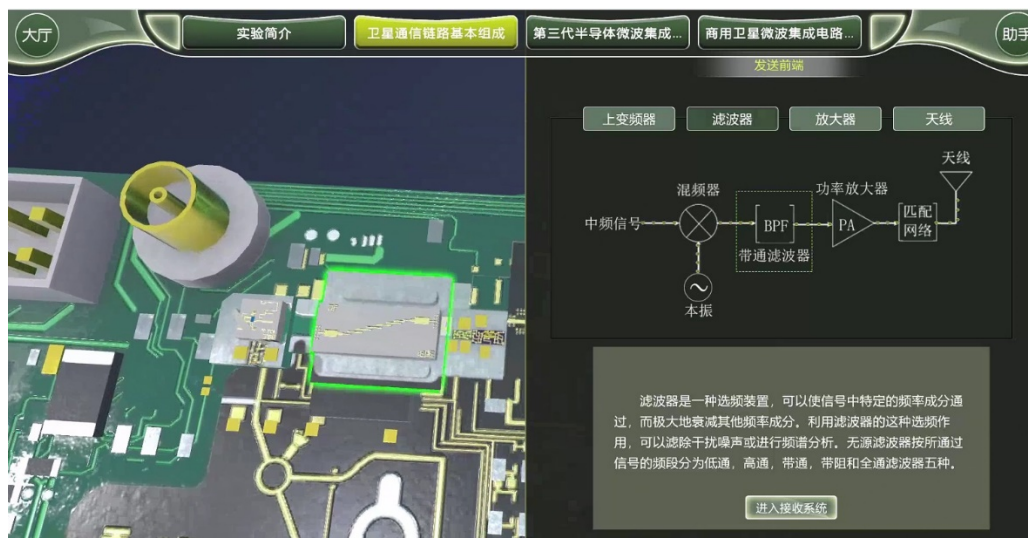 大厅
实验简介
卫星通信链路基本组成
第三代半导体微波集成...
商用卫星微波集成电路...
助手
发送前端
上变频器
滤波器
放大器
天线
天线
混频器
功率放大器
中频信号
BPF
PA
匹配
网络
带通滤波器
本振
滤波器是一种选频装置，可以使信号中特定的频率成分通
过，而极大地衰减其他频率成分。利用滤波器的这种选频作
用，可以滤除干扰噪声或进行频谱分析。无源滤波器按所通过
信号的频段分为低通，高通，带通，带阻和全通滤波器五种。
进入接收系统